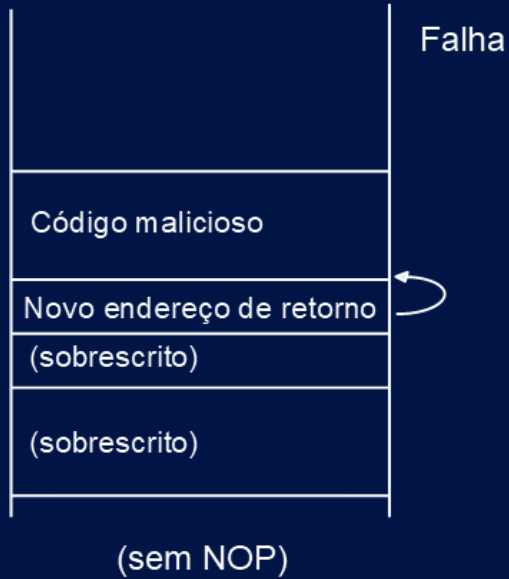 Falha
Código malicioso
Novo endereço de retorno
(sobrescrito)
(sobrescrito)
(sem NOP)